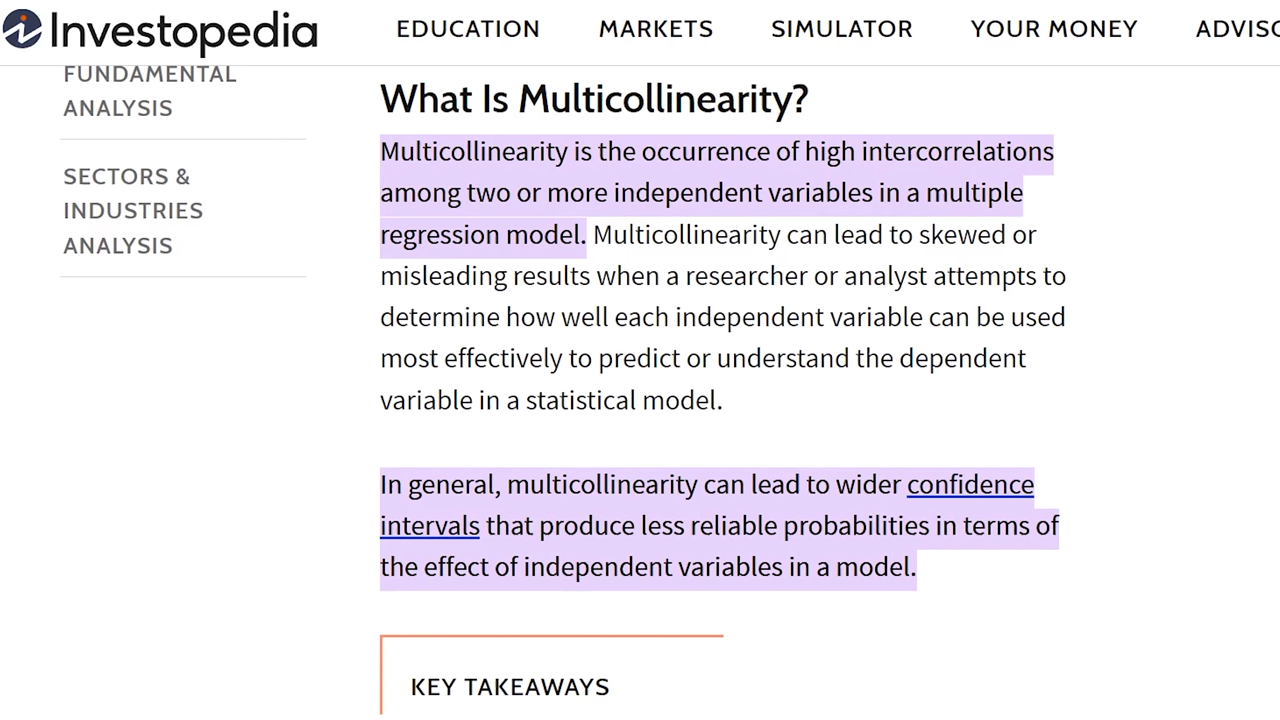 Investopedia
EDUCATION
MARKETS
SIMULATOR
YOUR MONEY
FUNDAMENTAL
ANALYSIS
SECTORS &
INDUSTRIES
ANALYSIS
What Is Multicollinearity?
Multicollinearity is the occurrence of high intercorrelations
among two or more independent variables in a multiple
regression model. Multicollinearity can lead to skewed or
misleading results when a researcher or analyst attempts to
determine how well each independent variable can be used
most effectively to predict or understand the dependent
variable in a statistical model.
In general, multicollinearity can lead to wider confidence
intervals that produce less reliable probabilities in terms of
the effect of independent variables in a model.
KEY TAKEAWAYS